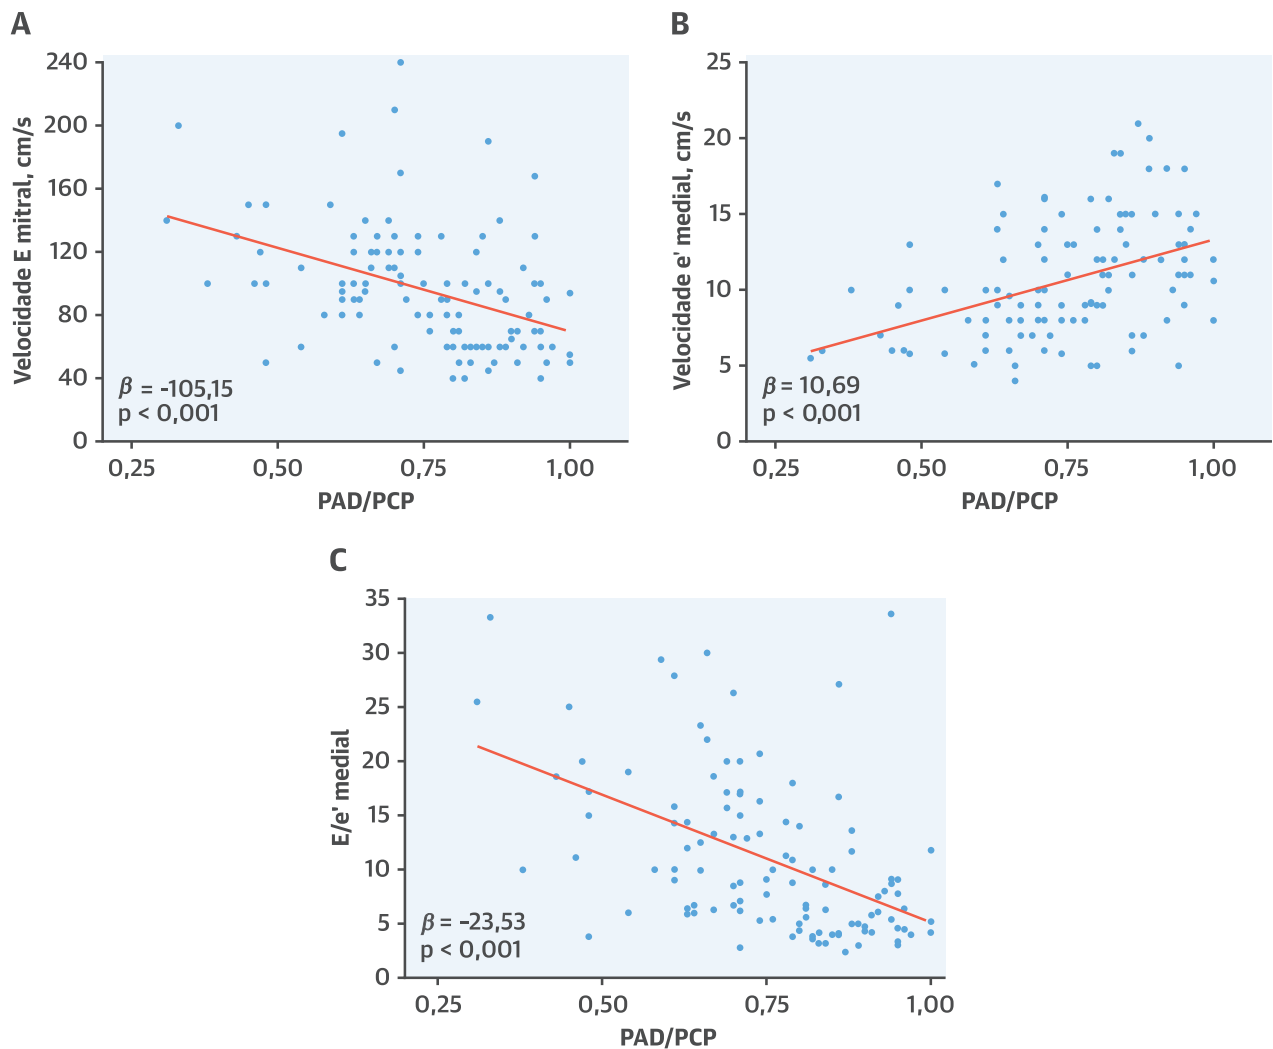 A
Velocidade E mitral, cm/s
240
200
160
120
80
40
0
β = -105,15
p < 0,001
0,25 0,50 0,75 1,00
PAD/PCP
B
Velocidade e' medial, cm/s
25
20
15
10
5
0
β = 10,69
p < 0,001
0,25 0,50 0,75 1,00
PAD/PCP
C
E/e' medial
35
30
25
20
15
10
5
0
β = -23,53
p < 0,001
0,25 0,50 0,75 1,00
PAD/PCP